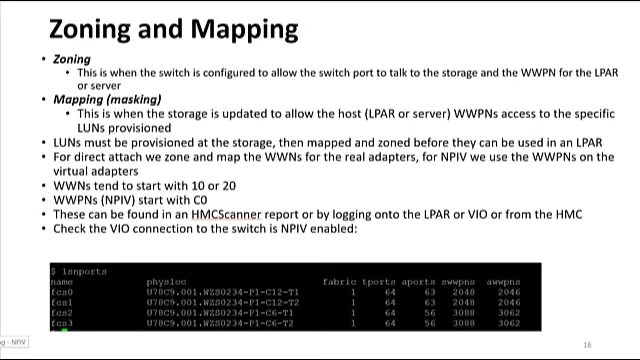 Zoning and Mapping
• Zoning
• This is when the switch is configured to allow the switch port to talk to the storage and the WWPN for the LPAR
or server
• Mapping (masking)
• This is when the storage is updated to allow the host (LPAR or server) WWPNs access to the specific
LUNs provisioned
• LUNs must be provisioned at the storage, then mapped and zoned before they can be used in an LPAR
• For direct attach we zone and map the WWNs for the real adapters, for NPIV we use the WWPNs on the
virtual adapters
• WWNs tend to start with 10 or 20
• WWPNs (NPIV) start with C0
• These can be found in an HMCScanner report or by logging onto the LPAR or VIO or from the HMC
• Check the VIO connection to the switch is NPIV enabled:
$ lsnports
name physloc fabric tports aports swwpns awwpns
fcs0 U78C9.001.WZS0234-P1-C12-T1 1 64 63 2048 2046
fcs1 U78C9.001.WZS0234-P1-C12-T2 1 64 63 2048 2046
fcs2 U78C9.001.WZS0234-P1-C6-T1 1 64 56 3088 3062
fcs3 U78C9.001.WZS0234-P1-C6-T2 1 64 56 3088 3062
g - NPIV
16